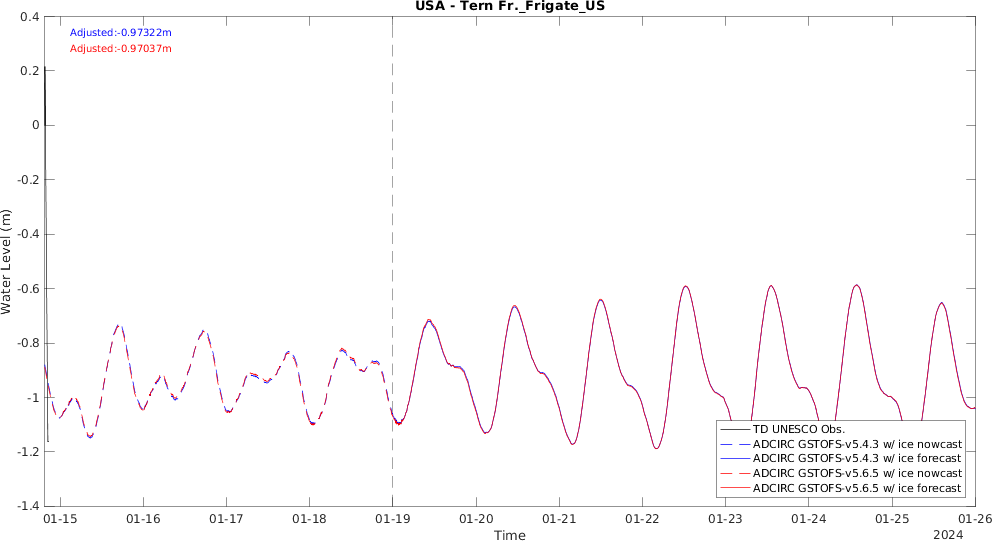 USA - Tern Fr._Frigate_US
Adjusted:-0.97322m
Adjusted:-0.97037m
0.4
0.2
0
-0.2
-0.4
-0.6
-0.8
-1
-1.2
-1.4
Water Level (m)
TD UNESCO Obs.
ADCIRC GSTOFS-v5.4.3 w/ ice nowcast
ADCIRC GSTOFS-v5.4.3 w/ ice forecast
ADCIRC GSTOFS-v5.6.5 w/ ice nowcast
ADCIRC GSTOFS-v5.6.5 w/ ice forecast
01-15 01-16 01-17 01-18 01-19 01-20 01-21 01-22 01-23 01-24 01-25 01-26
Time
2024